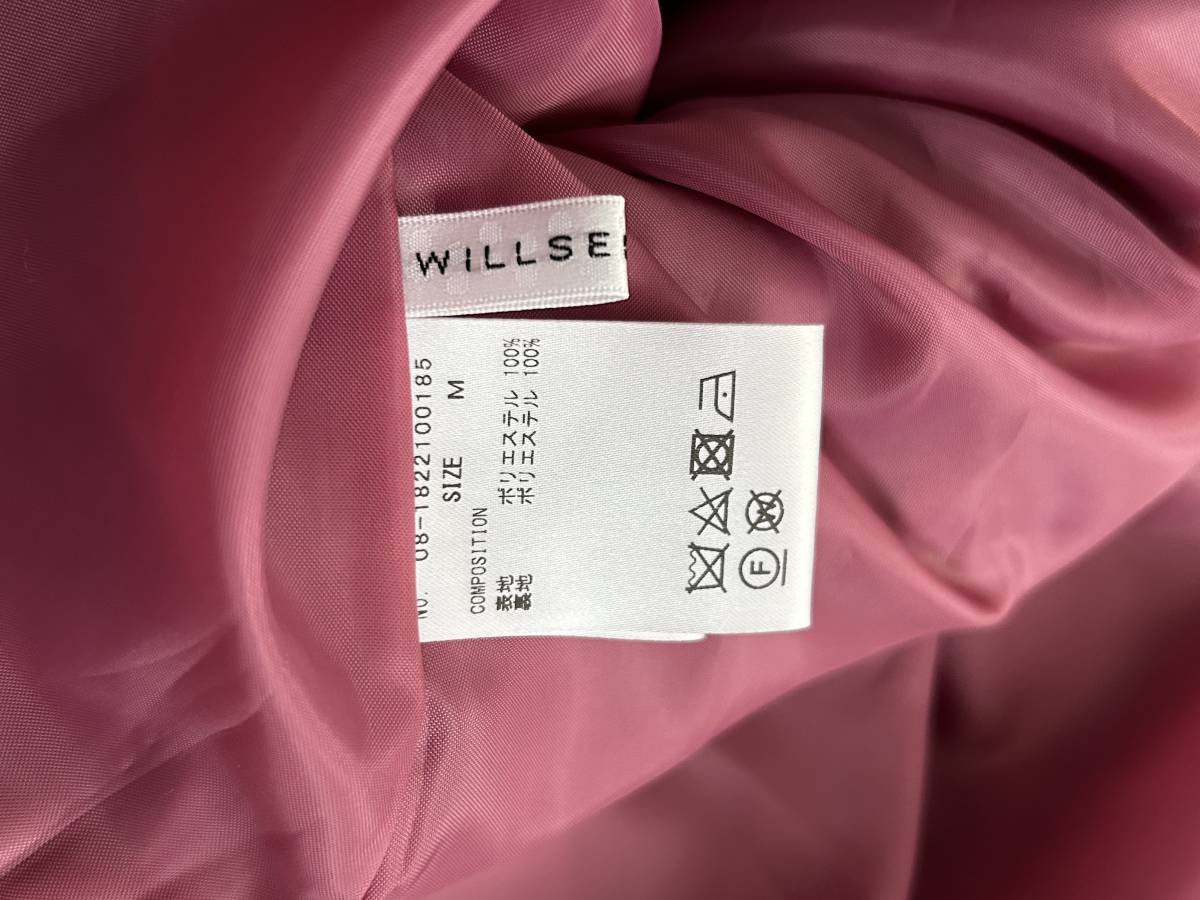 WILLSE
NO. 08-1822100185
SIZE M
COMPOSITION
表地 ポリエステル 100%
裏地 ポリエステル 100%
F W